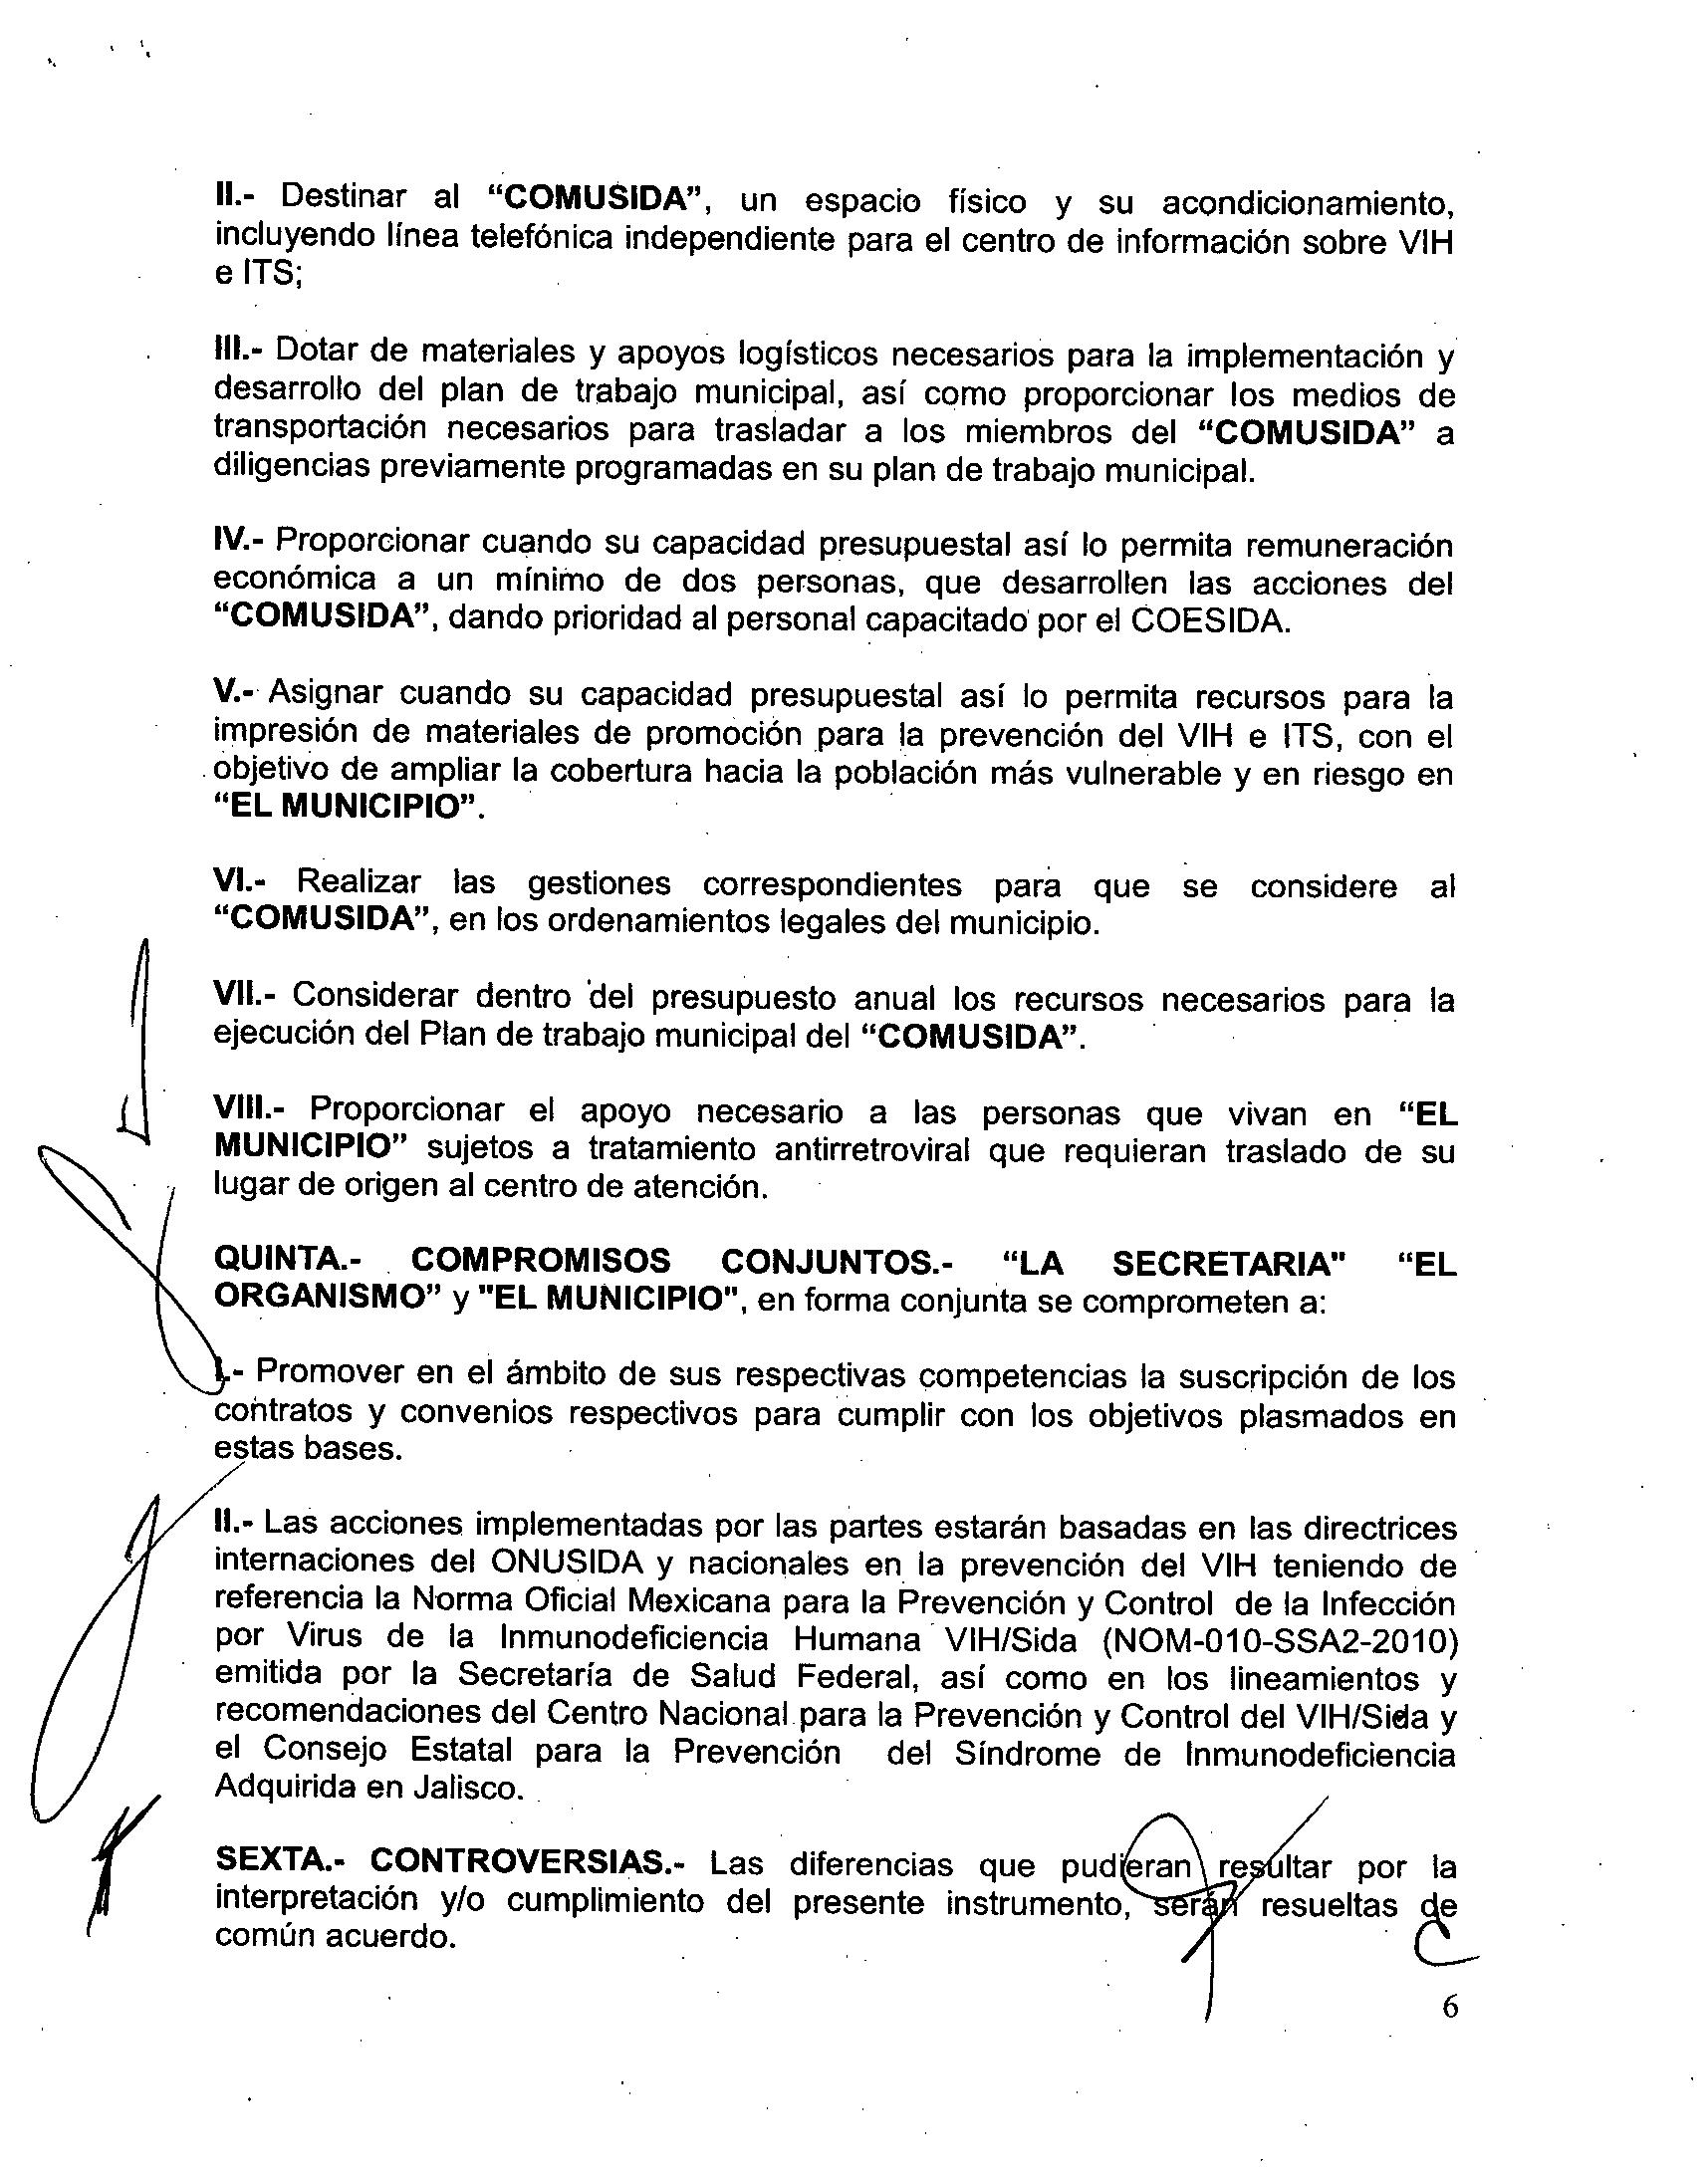 II.- Destinar al “COMUSIDA”, un espacio físico y su acondicionamiento,
incluyendo línea telefónica independiente para el centro de información sobre VIH
e ITS;
III.- Dotar de materiales y apoyos logísticos necesarios para la implementación y
desarrollo del plan de trabajo municipal, así como proporcionar los medios de
transportación necesarios para trasladar a los miembros del “COMUSIDA” a
diligencias previamente programadas en su plan de trabajo municipal.
IV.- Proporcionar cuando su capacidad presupuestal así lo permita remuneración
económica a un mínimo de dos personas, que desarrollen las acciones del
“COMUSIDA”, dando prioridad al personal capacitado por el COESIDA.
V.- Asignar cuando su capacidad presupuestal así lo permita recursos para la
impresión de materiales de promoción para la prevención del VIH e ITS, con el
objetivo de ampliar la cobertura hacia la población más vulnerable y en riesgo en
“EL MUNICIPIO”.
VI.- Realizar las gestiones correspondientes para que se considere al
“COMUSIDA”, en los ordenamientos legales del municipio.
VII.- Considerar dentro del presupuesto anual los recursos necesarios para la
ejecución del Plan de trabajo municipal del “COMUSIDA”.
VIII.- Proporcionar el apoyo necesario a las personas que vivan en “EL
MUNICIPIO” sujetos a tratamiento antirretroviral que requieran traslado de su
lugar de origen al centro de atención.
QUINTA.- COMPROMISOS CONJUNTOS.- “LA SECRETARIA" “EL
ORGANISMO” y "EL MUNICIPIO", en forma conjunta se comprometen a:
I.- Promover en el ámbito de sus respectivas competencias la suscripción de los
contratos y convenios respectivos para cumplir con los objetivos plasmados en
estas bases.
II.- Las acciones implementadas por las partes estarán basadas en las directrices
internaciones del ONUSIDA y nacionales en la prevención del VIH teniendo de
referencia la Norma Oficial Mexicana para la Prevención y Control de la Infección
por Virus de la Inmunodeficiencia Humana VIH/Sida (NOM-010-SSA2-2010)
emitida por la Secretaría de Salud Federal, así como en los lineamientos y
recomendaciones del Centro Nacional para la Prevención y Control del VIH/Sida y
el Consejo Estatal para la Prevención del Síndrome de Inmunodeficiencia
Adquirida en Jalisco.
SEXTA.- CONTROVERSIAS.- Las diferencias que pudieran resultar por la
interpretación y/o cumplimiento del presente instrumento, serán resueltas de
común acuerdo.
6